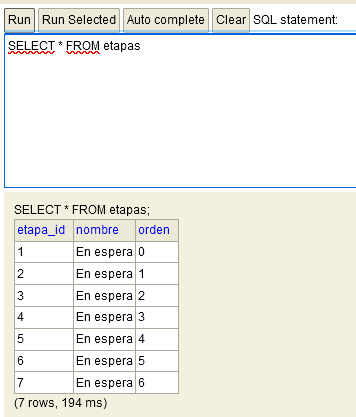 Run Run Selected Auto complete Clear SQL statement:
SELECT * FROM etapas
SELECT * FROM etapas;
etapa_id nombre orden
1 En espera 0
2 En espera 1
3 En espera 2
4 En espera 3
5 En espera 4
6 En espera 5
7 En espera 6
(7 rows, 194 ms)